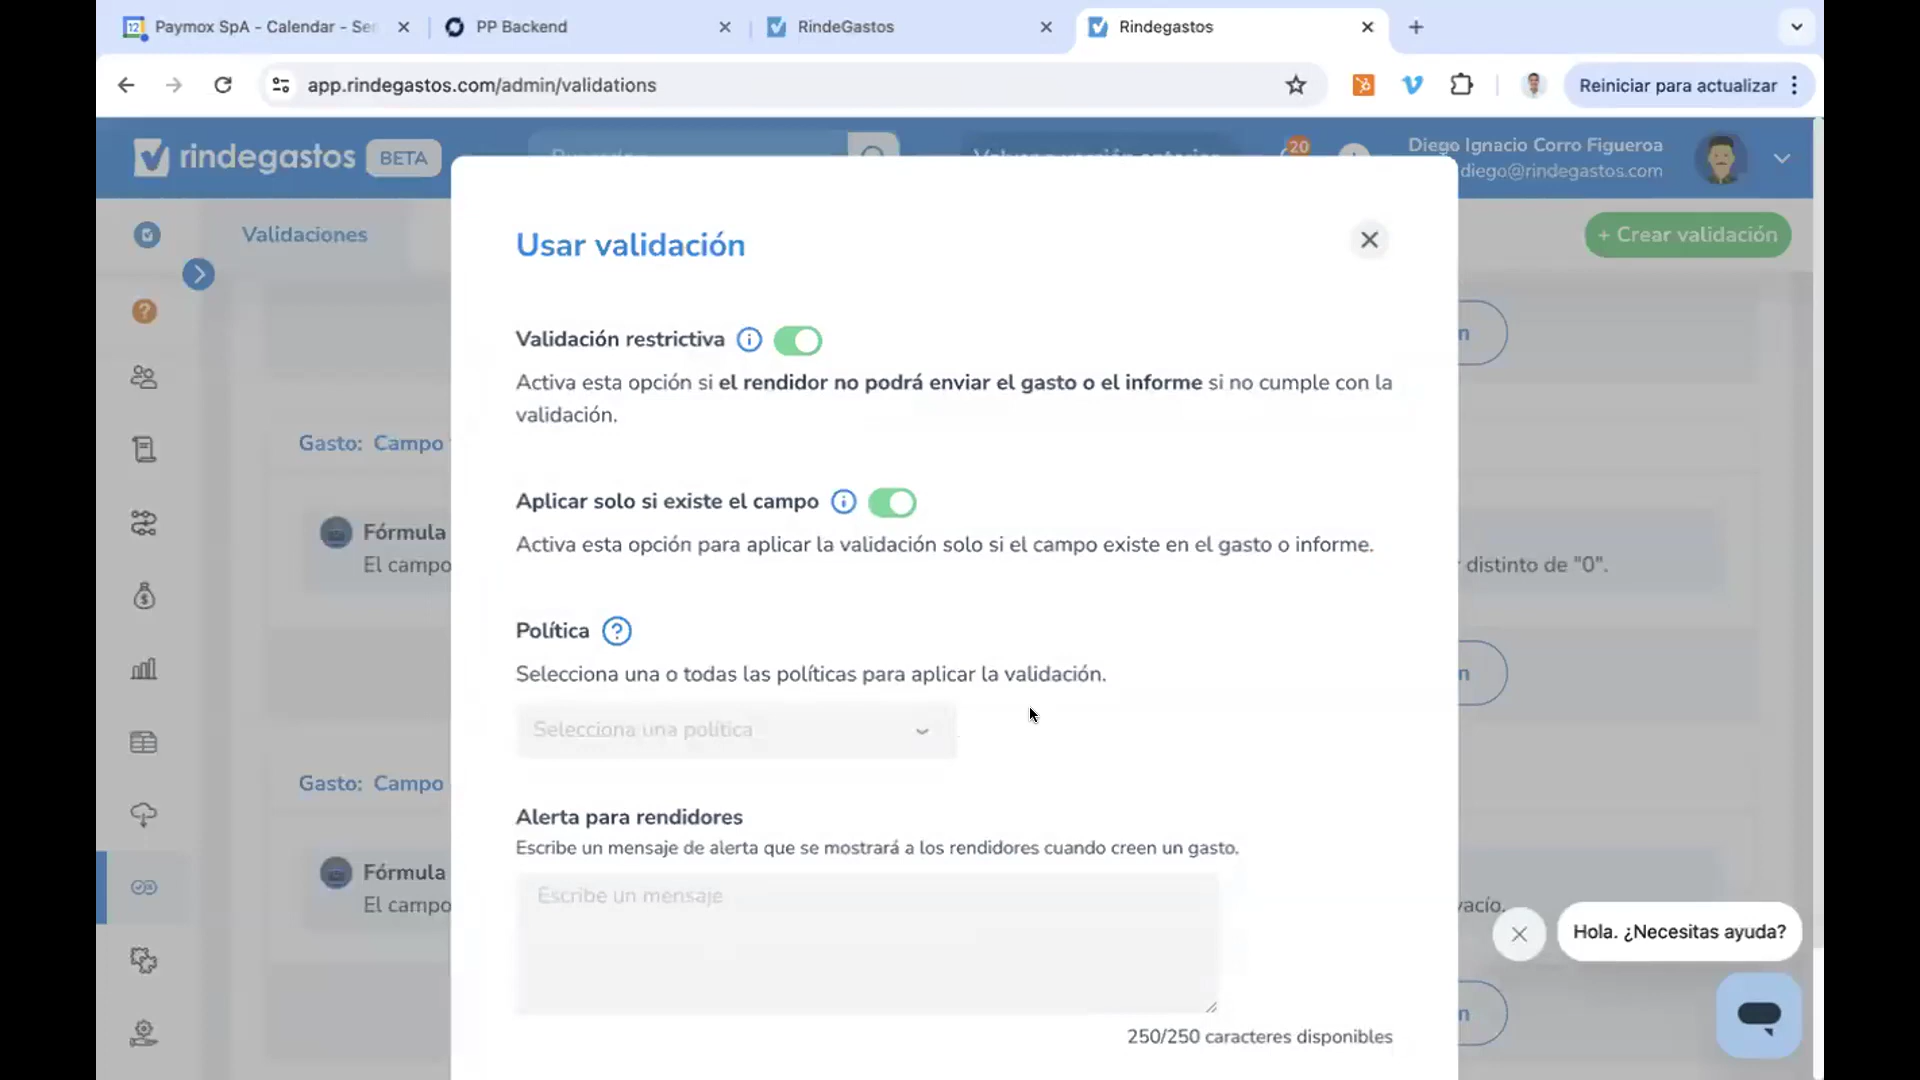 Paymox SpA - Calendar - Se
PP Backend
RindeGastos
Rindegastos
app.rindegastos.com/admin/validations
Reiniciar para actualizar
rindegastos
BETA
20
Diego Ignacio Corro Figueroa
diego@rindegastos.com
Validaciones
+ Crear validación
Usar validación
Validación restrictiva
Activa esta opción si el rendidor no podrá enviar el gasto o el informe si no cumple con la
validación.
Gasto: Campo
Aplicar solo si existe el campo
Fórmula
Activa esta opción para aplicar la validación solo si el campo existe en el gasto o informe.
El campo
distinto de "0".
Política
Selecciona una o todas las políticas para aplicar la validación.
Selecciona una política
Gasto: Campo
Alerta para rendidores
Escribe un mensaje de alerta que se mostrará a los rendidores cuando creen un gasto.
Fórmula
Escribe un mensaje
El campo
vacío.
Hola. ¿Necesitas ayuda?
250/250 caracteres disponibles